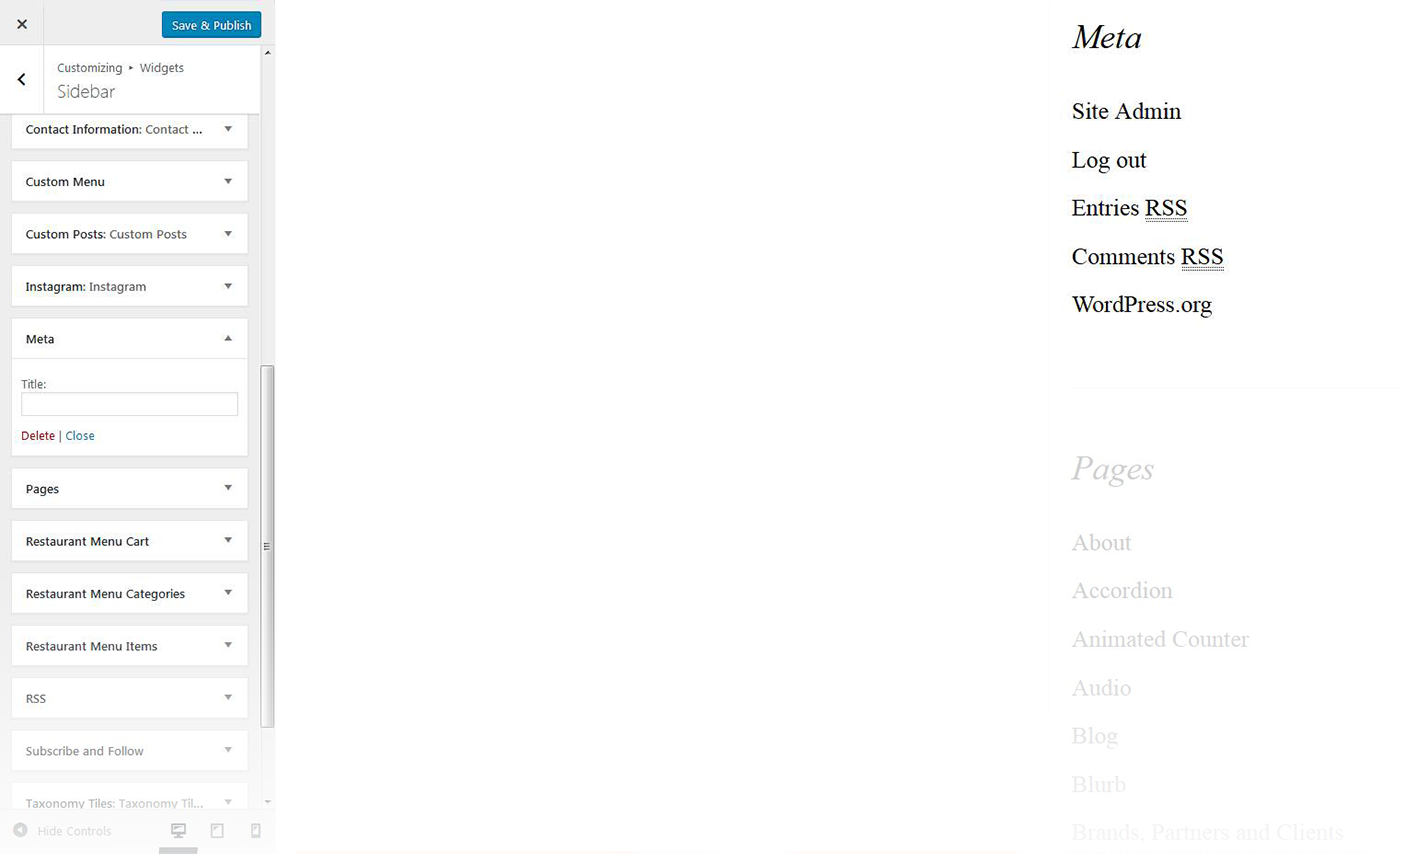 Save & Publish
Customizing ▸ Widgets
Sidebar
Contact Information: Contact ...
Custom Menu
Custom Posts: Custom Posts
Instagram: Instagram
Meta
Title:
Delete | Close
Pages
Restaurant Menu Cart
Restaurant Menu Categories
Restaurant Menu Items
RSS
Subscribe and Follow
Taxonomy Tiles: Taxonomy Til...
Hide Controls
Meta
Site Admin
Log out
Entries RSS
Comments RSS
WordPress.org
Pages
About
Accordion
Animated Counter
Audio
Blog
Blurb
Brands, Partners and Clients